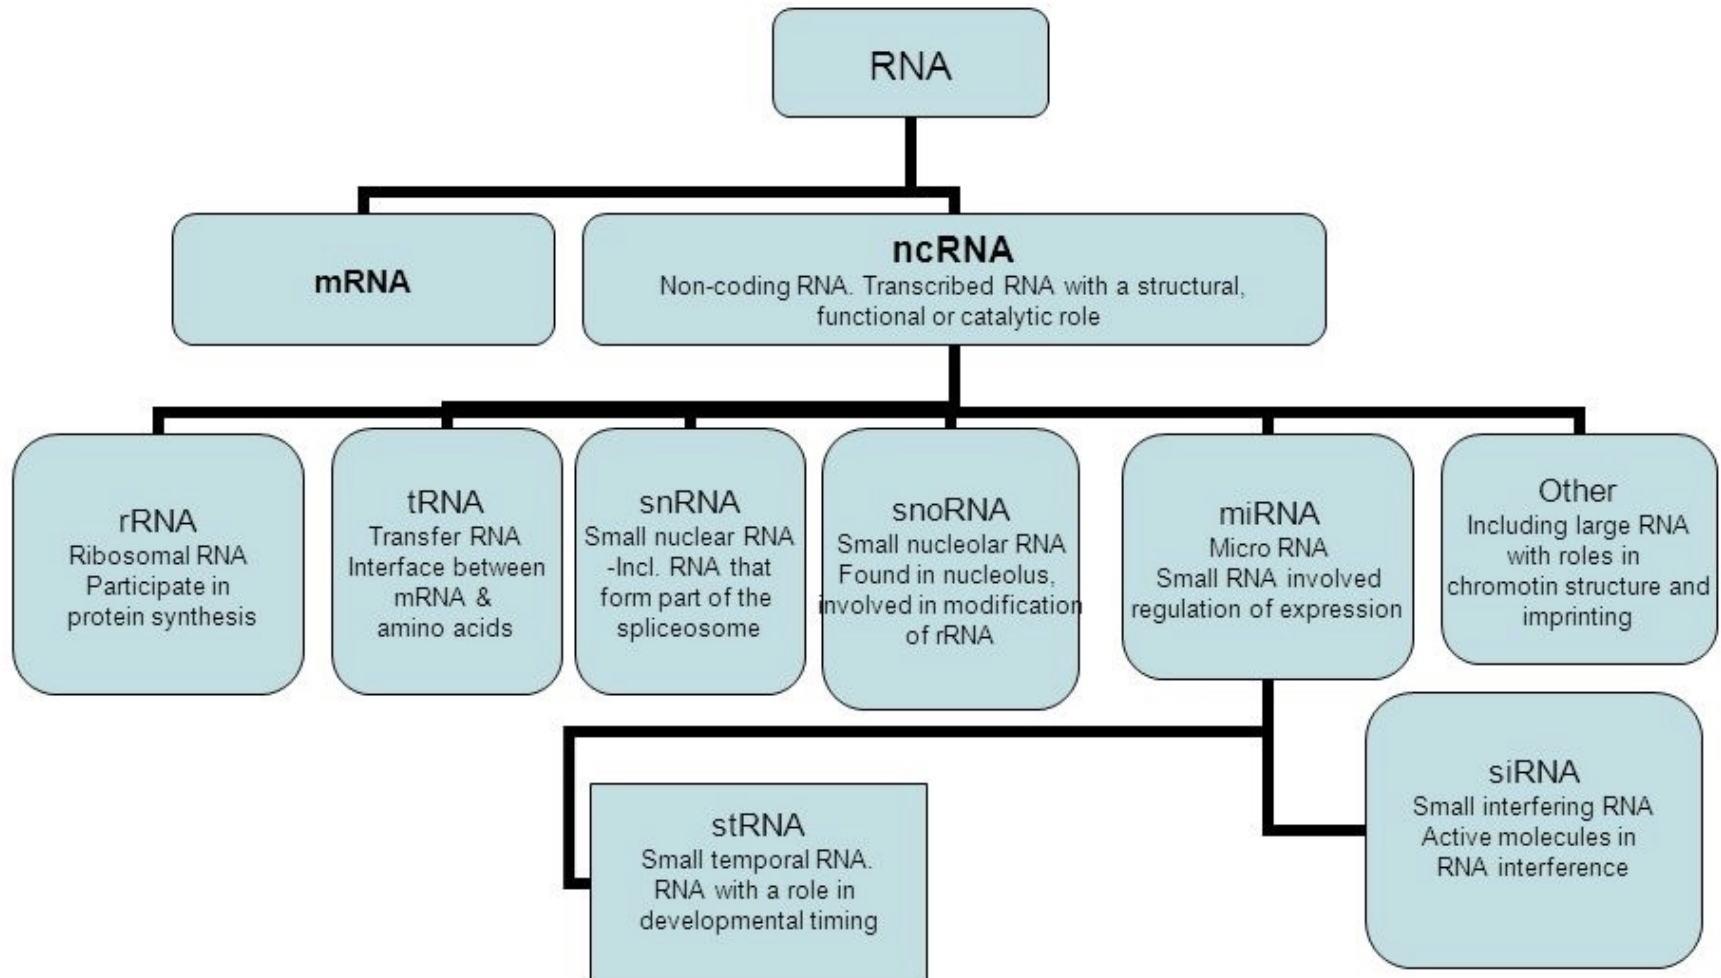 RNA
mRNA
ncRNA
Non-coding RNA. Transcribed RNA with a structural,
functional or catalytic role
rRNA
Ribosomal RNA
Participate in
protein synthesis
tRNA
Transfer RNA
Interface between
mRNA &
amino acids
snRNA
Small nuclear RNA
-Incl. RNA that
form part of the
spliceosome
snoRNA
Small nucleolar RNA
Found in nucleolus,
involved in modification
of rRNA
miRNA
Micro RNA
Small RNA involved
regulation of expression
Other
Including large RNA
with roles in
chromotin structure and
imprinting
stRNA
Small temporal RNA.
RNA with a role in
developmental timing
siRNA
Small interfering RNA
Active molecules in
RNA interference